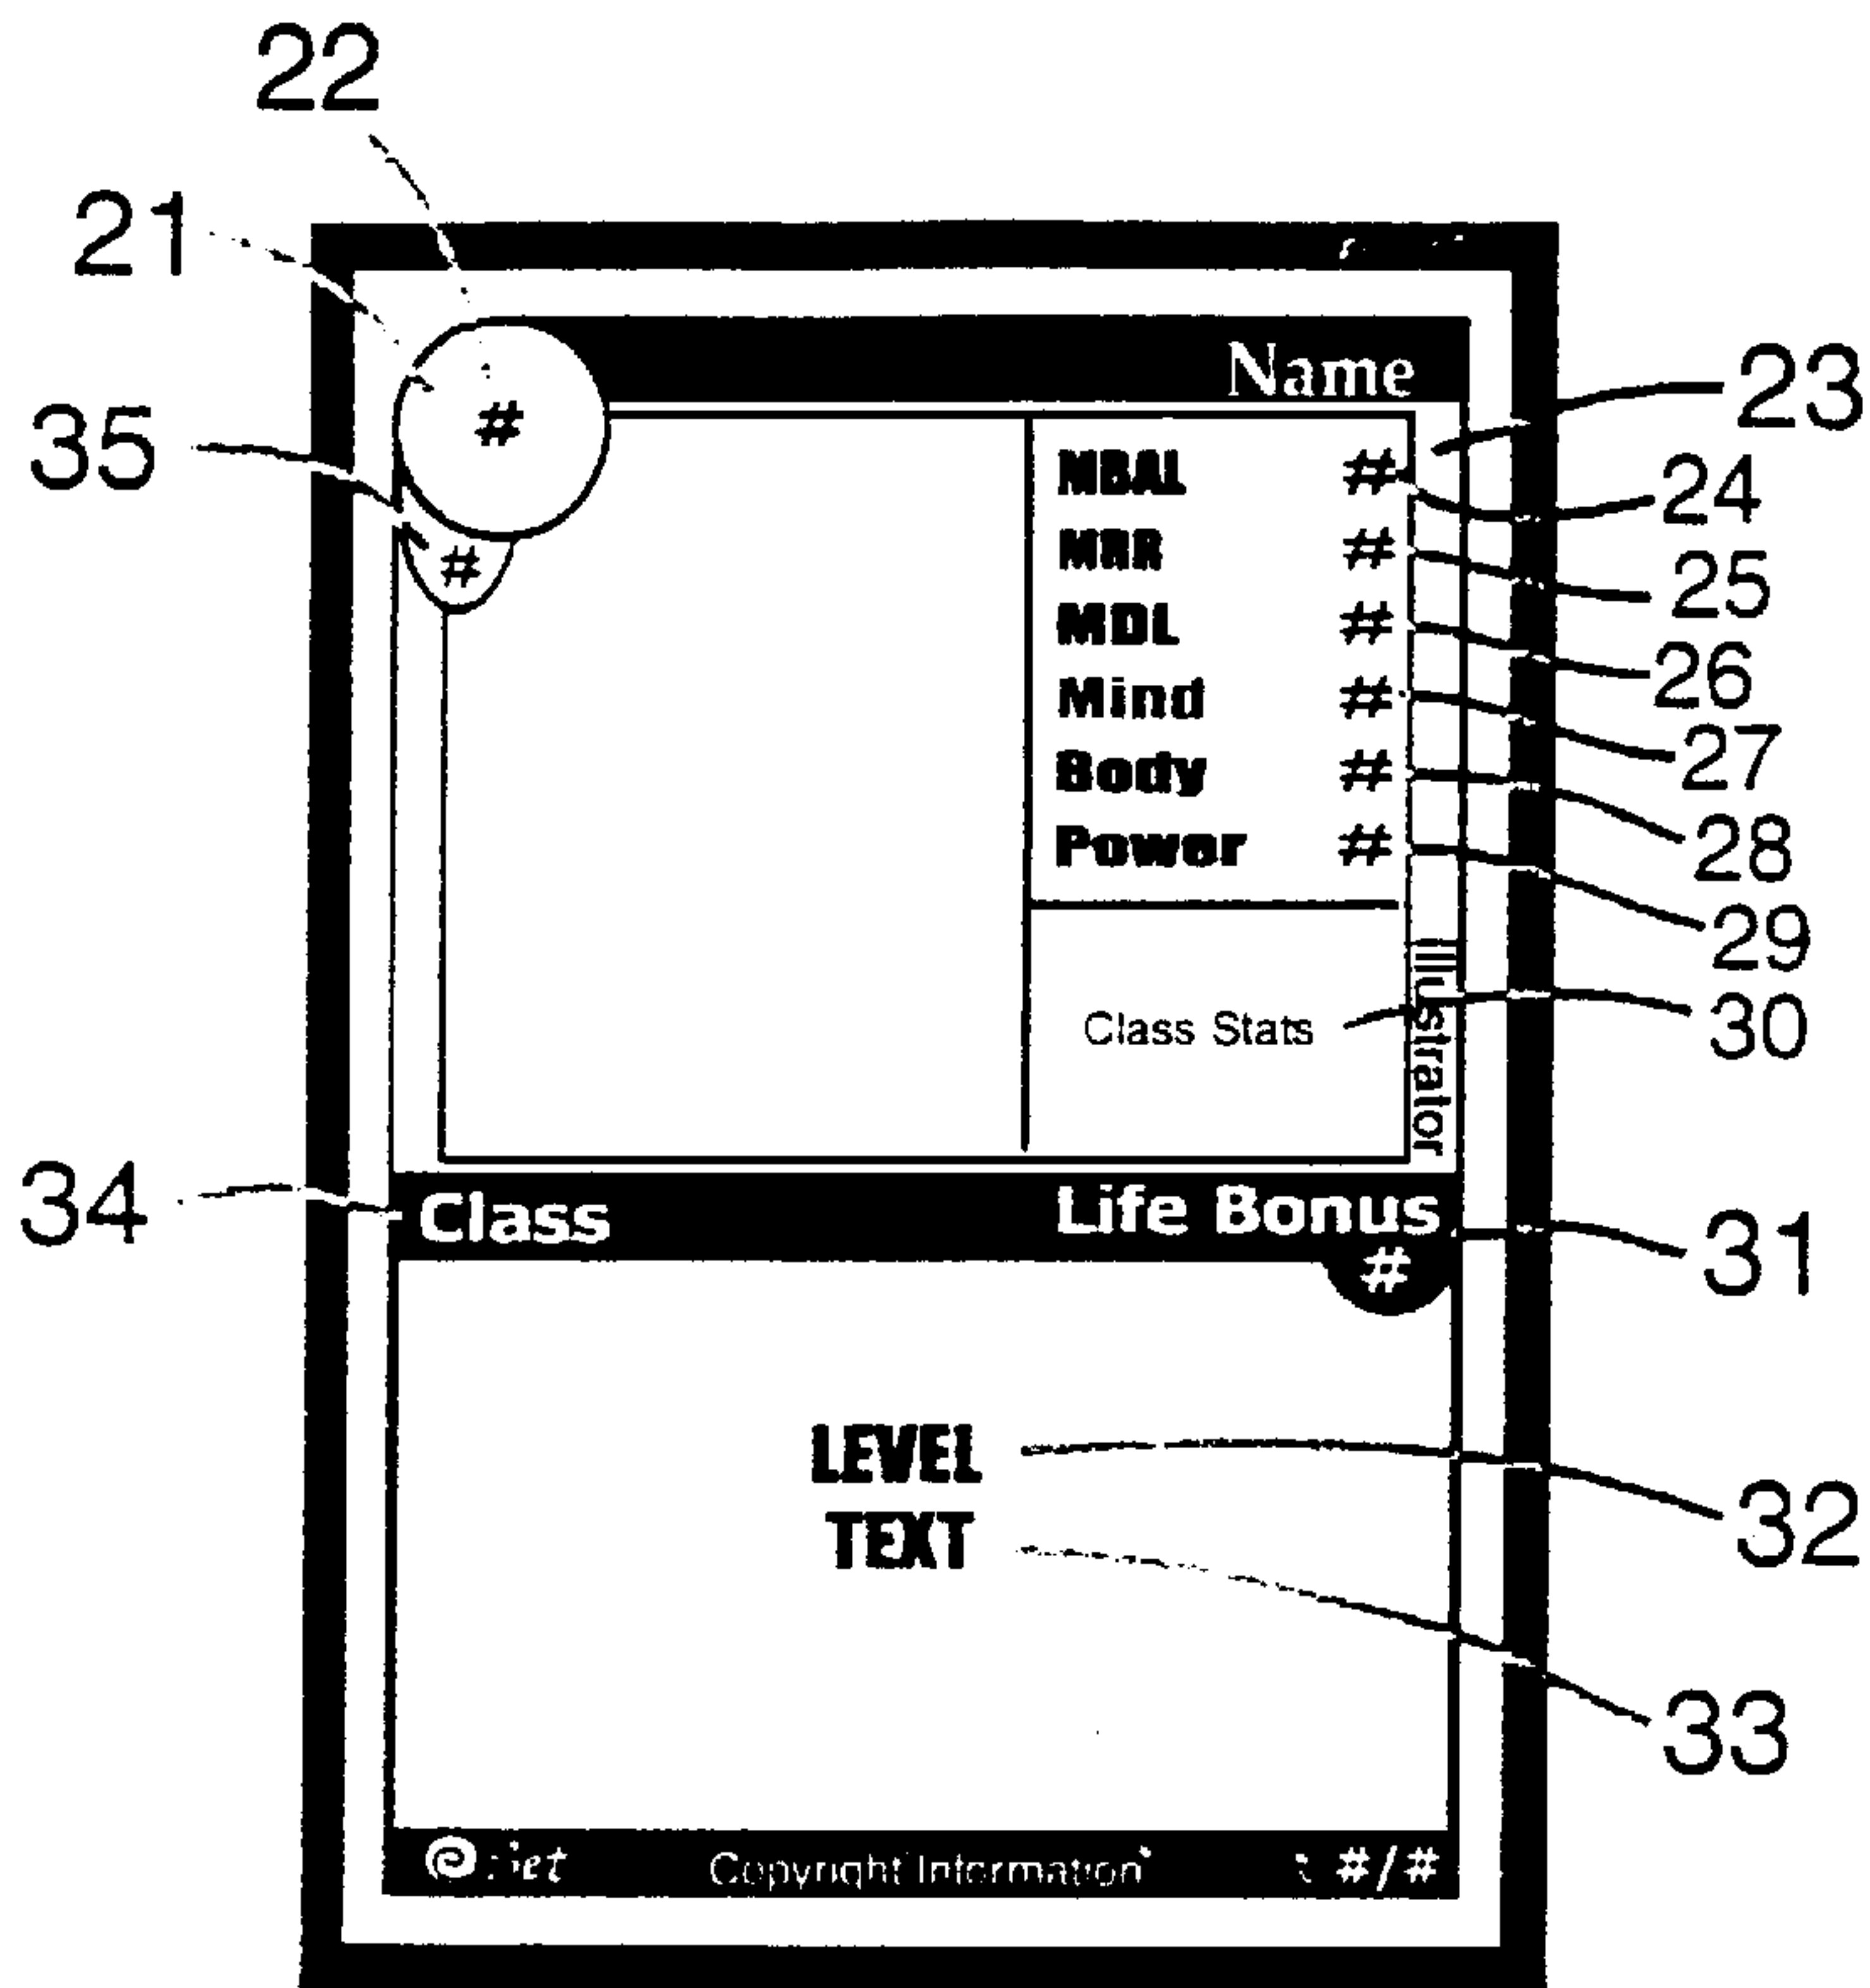 22
21
Name
23
#
35
MBAL #
24
MRR #
25
#
MDL #
26
Mind #
27
Body #
28
Power #
29
Illustrator
Class Stats
30
34
Class Life Bonus
31
#
LEVEL
32
TEXT
33
Copyright Information #/#